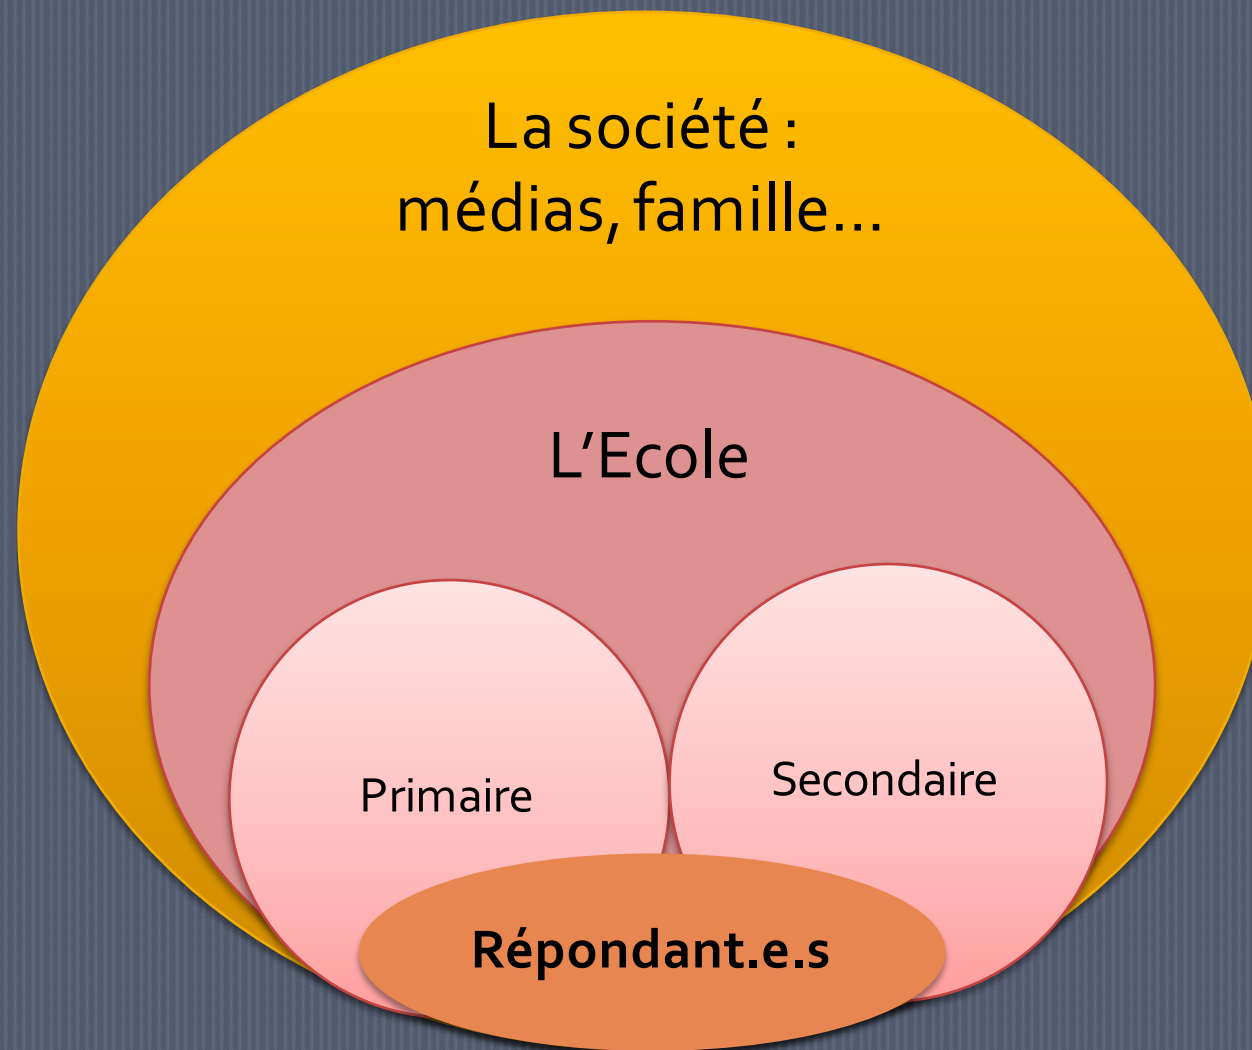 La société :
médias, famille...
L'Ecole
Primaire
Secondaire
Répondant.e.s